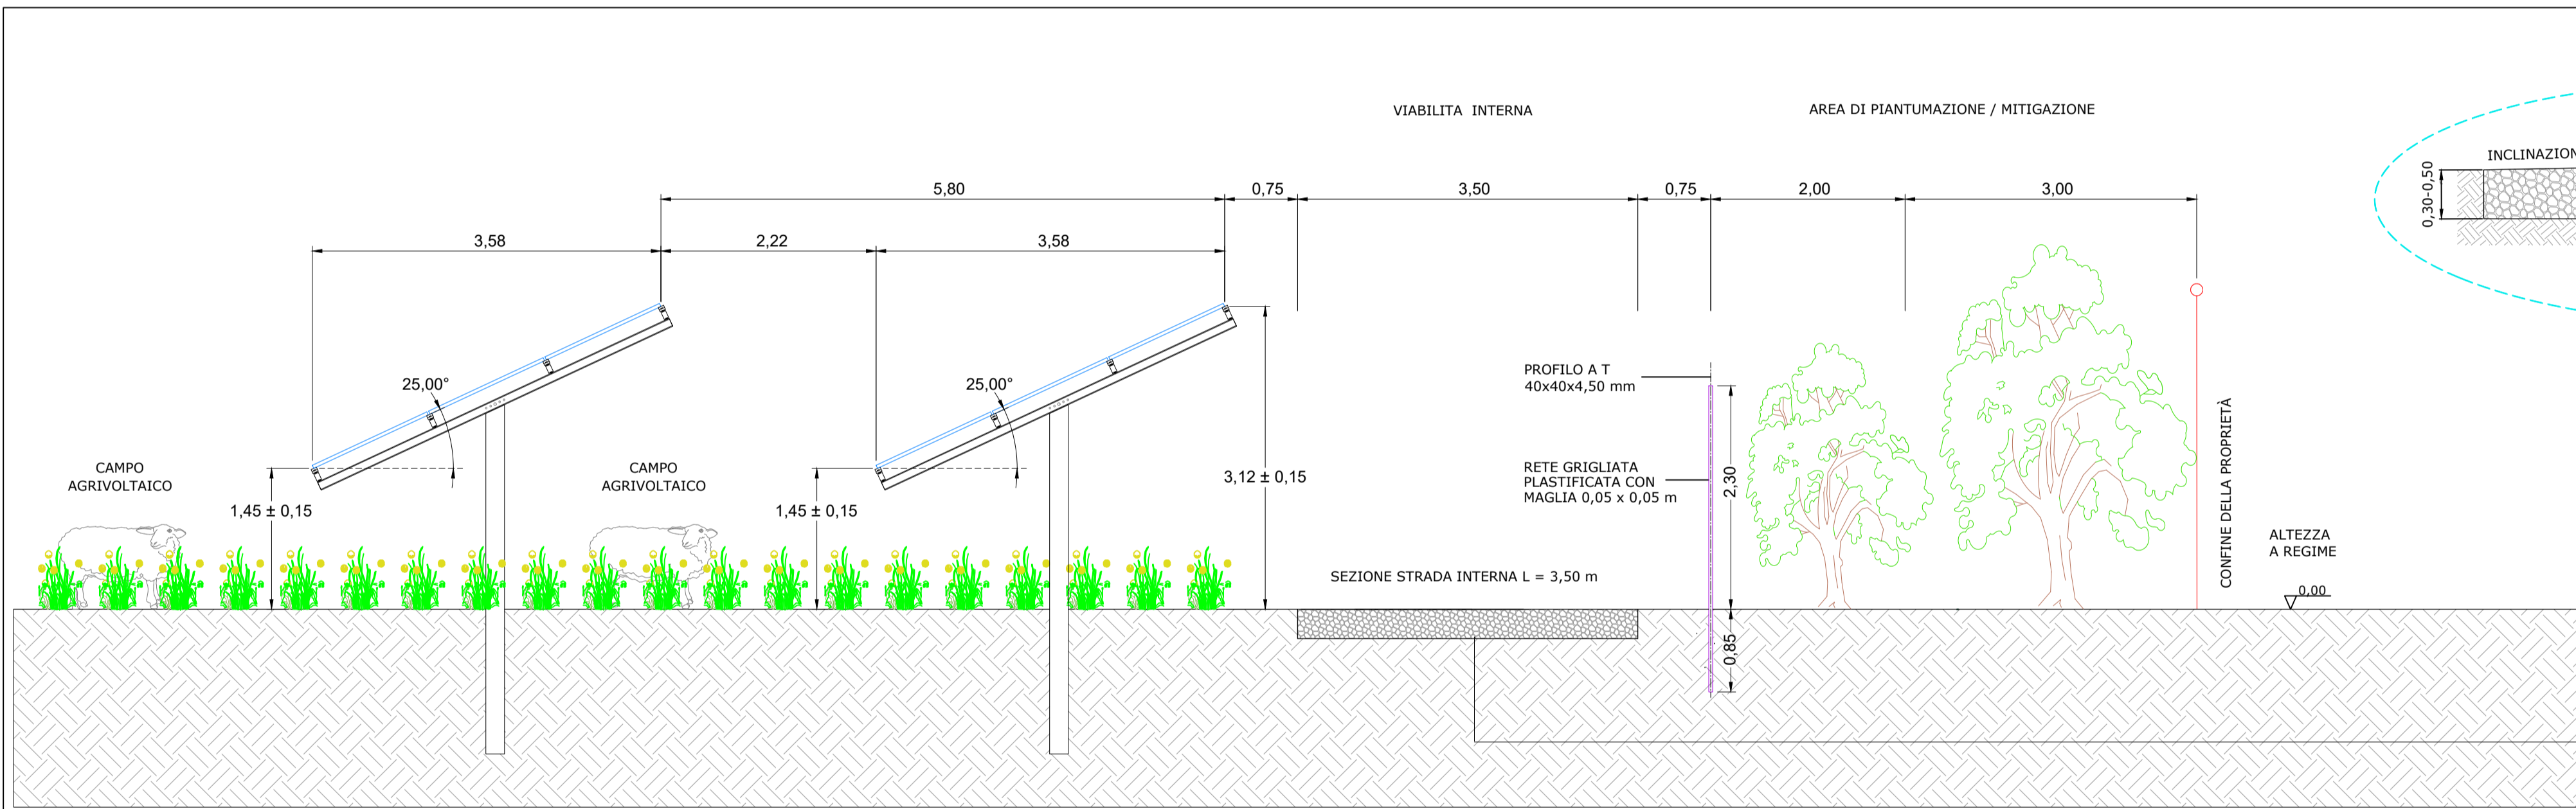 VIABILITA INTERNA
AREA DI PIANTUMAZIONE / MITIGAZIONE
5,80
0,75
3,50
0,75
2,00
3,00
3,58
2,22
3,58
25,00°
25,00°
CAMPO
AGRIVOLTAICO
1,45 ± 0,15
CAMPO
AGRIVOLTAICO
1,45 ± 0,15
3,12 ± 0,15
PROFILO A T
40x40x4,50 mm
RETE GRIGLIATA
PLASTIFICATA CON
MAGLIA 0,05 x 0,05 m
2,30
0,85
SEZIONE STRADA INTERNA L = 3,50 m
CONFINE DELLA PROPRIETÀ
ALTEZZA
A REGIME
0,00
INCLINAZION
0,30-0,50